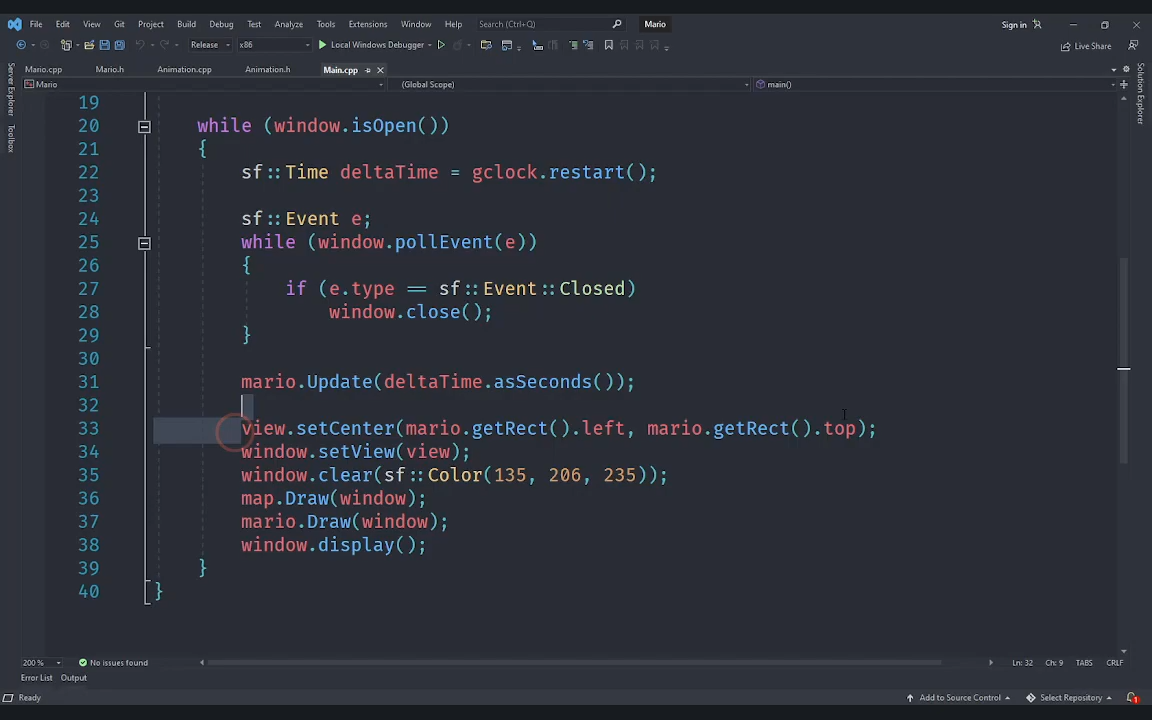 File Edit View Git Project Build Debug Test Analyze Tools Extensions Window Help Search (Ctrl+Q) Mario Sign in
Release x86 Local Windows Debugger Live Share
Mario.cpp Mario.h Animation.cpp Animation.h Main.cpp
Mario (Global Scope) main()
Server Explorer
Toolbox
Solution Explorer
19
20 while (window.isOpen())
21 {
22 sf::Time deltaTime = gclock.restart();
23
24 sf::Event e;
25 while (window.pollEvent(e))
26 {
27 if (e.type == sf::Event::Closed)
28 window.close();
29 }
30
31 mario.Update(deltaTime.asSeconds());
32
33 view.setCenter(mario.getRect().left, mario.getRect().top);
34 window.setView(view);
35 window.clear(sf::Color(135, 206, 235));
36 map.Draw(window);
37 mario.Draw(window);
38 window.display();
39 }
40 }
200 % No issues found Ln: 32 Ch: 9 TABS CRLF
Error List Output
Ready Add to Source Control Select Repository 1